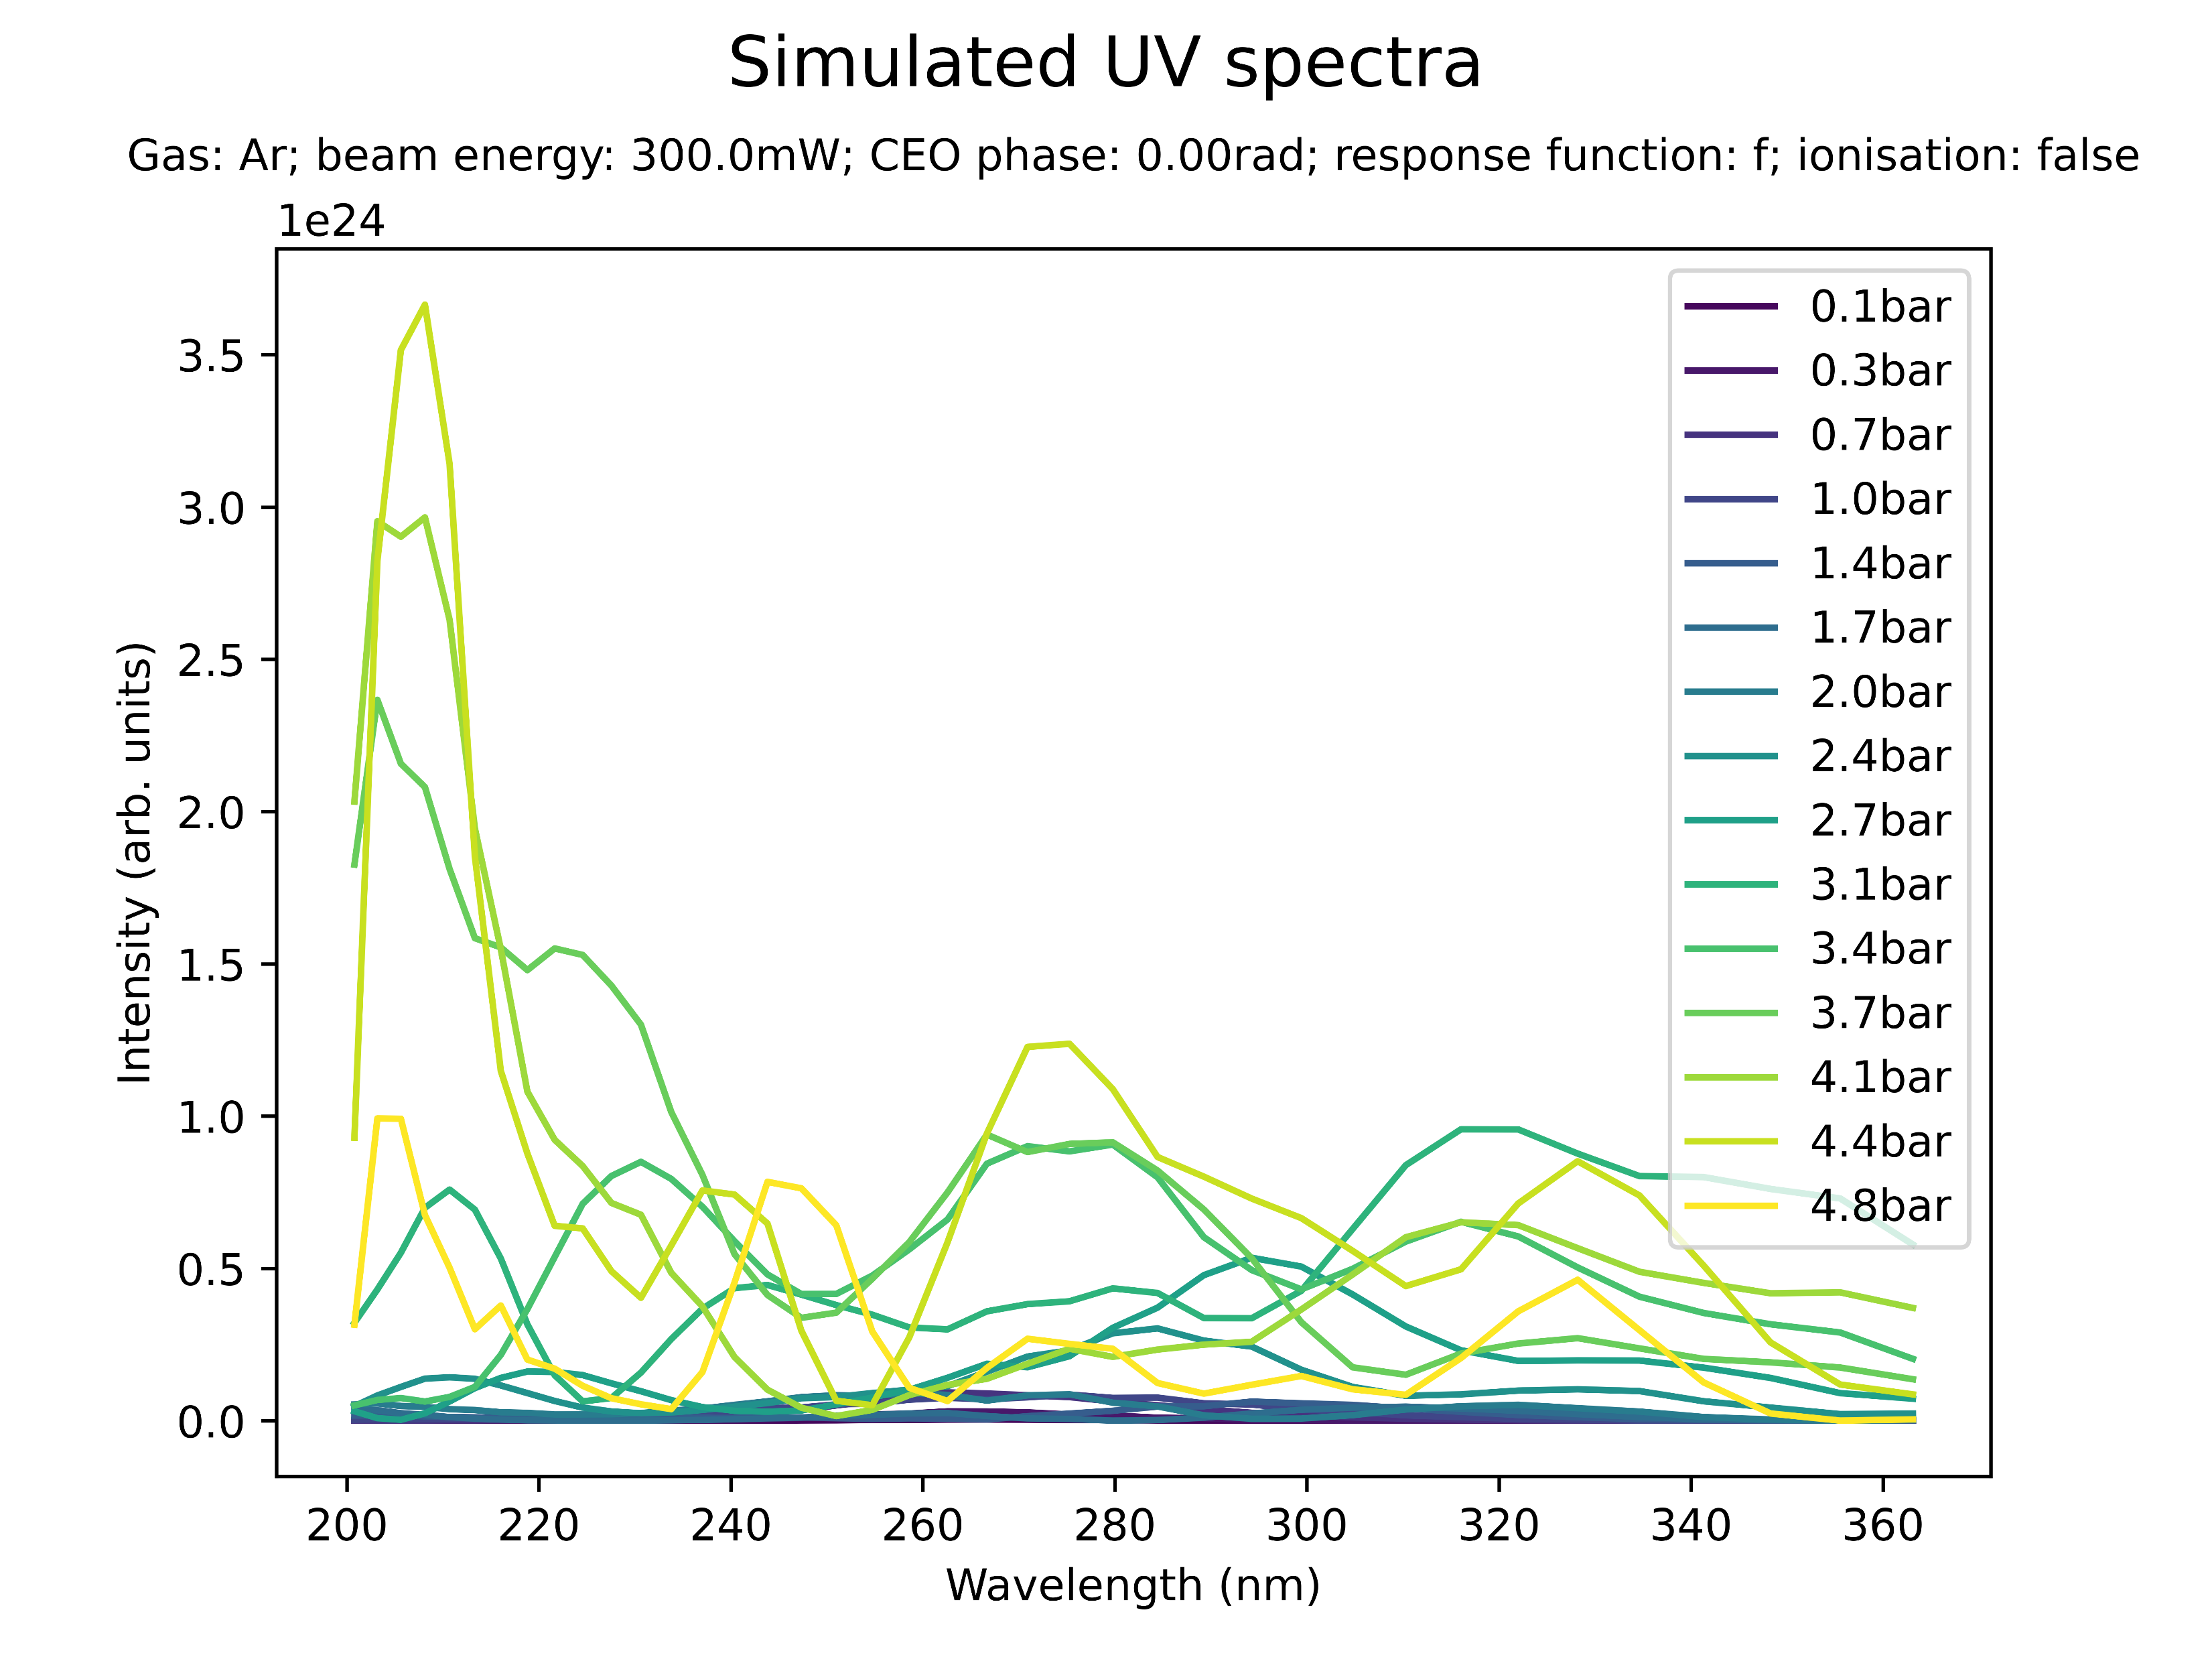 Simulated UV spectra
Gas: Ar; beam energy: 300.0mW; CEO phase: 0.00rad; response function: f; ionisation: false
1e24
3.5
3.0
2.5
2.0
1.5
1.0
0.5
0.0
Intensity (arb. units)
0.1bar
0.3bar
0.7bar
1.0bar
1.4bar
1.7bar
2.0bar
2.4bar
2.7bar
3.1bar
3.4bar
3.7bar
4.1bar
4.4bar
4.8bar
200 220 240 260 280 300 320 340 360
Wavelength (nm)